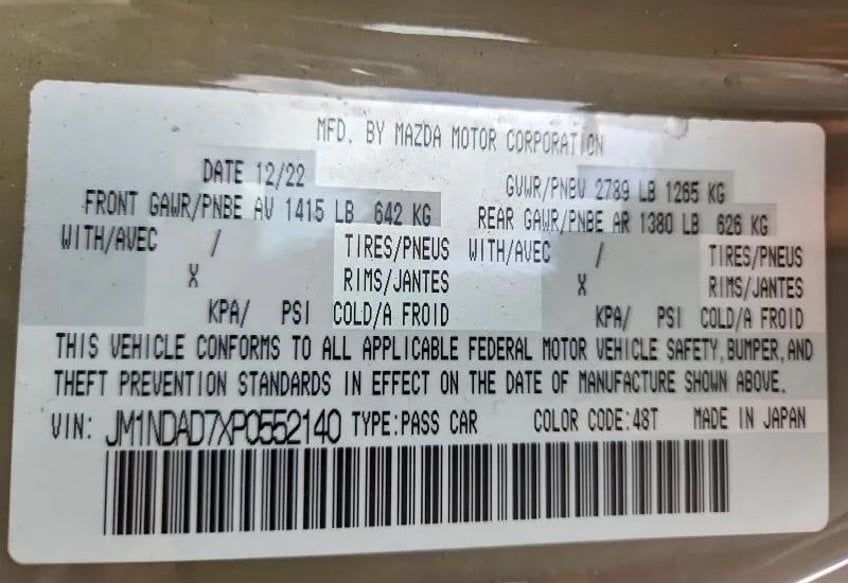 MFD. BY MAZDA MOTOR CORPORATION
DATE 12/22 GVWR/PNBV 2789 LB 1265 KG
FRONT GAWR/PNBE AV 1415 LB 642 KG REAR GAWR/PNBE AR 1380 LB 626 KG
WITH/AVEC / TIRES/PNEUS WITH/AVEC / TIRES/PNEUS
X RIMS/JANTES X RIMS/JANTES
KPA/ PSI COLD/A FROID KPA/ PSI COLD/A FROID
THIS VEHICLE CONFORMS TO ALL APPLICABLE FEDERAL MOTOR VEHICLE SAFETY, BUMPER, AND
THEFT PREVENTION STANDARDS IN EFFECT ON THE DATE OF MANUFACTURE SHOWN ABOVE.
VIN: JM1NDAD7XP0552140 TYPE:PASS CAR COLOR CODE:48T MADE IN JAPAN